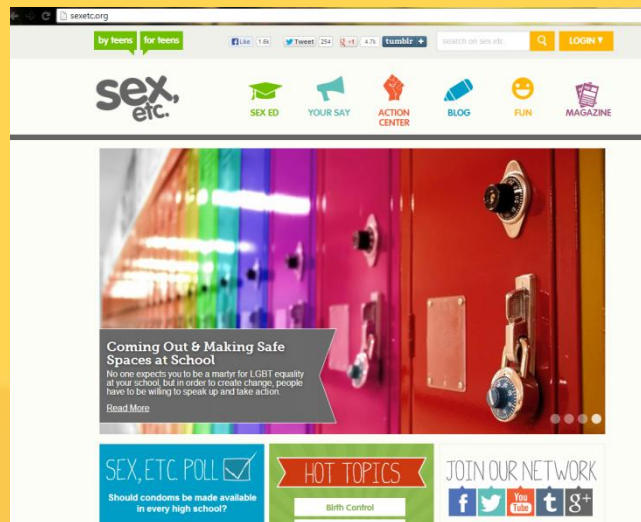 sexetc.org
by teens for teens
Like 1.6k Tweet 254 +1 4.7k tumblr + search on sex etc. LOGIN
sex,
etc.
SEX ED YOUR SAY ACTION CENTER BLOG FUN MAGAZINE
Coming Out & Making Safe
Spaces at School
No one expects you to be a martyr for LGBT equality
at your school, but in order to create change, people
have to be willing to speak up and take action.
Read More
SEX, ETC. POLL
Should condoms be made available
in every high school?
HOT TOPICS
Birth Control
JOIN OUR NETWORK
f You Tube t g+